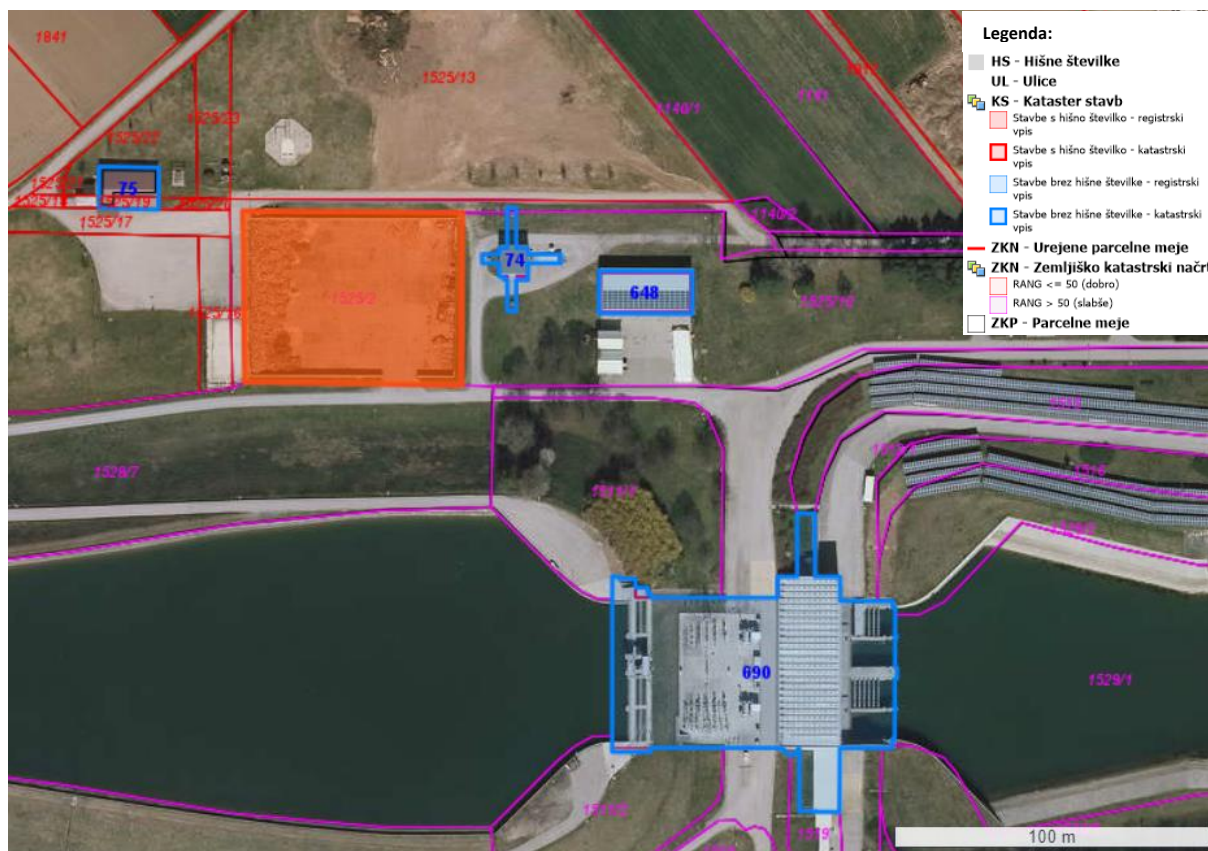 Legenda:
HS - Hišne številke
UL - Ulice
KS - Kataster stavb
Stavbe s hišno številko - registrski
vpis
Stavbe s hišno številko - katastrski
vpis
Stavbe brez hišne številke - registrski
vpis
Stavbe brez hišne številke - katastrski
vpis
ZKN - Urejene parcelne meje
ZKN - Zemljiško katastrski načrt
RANG <= 50 (dobro)
RANG > 50 (slabše)
ZKP - Parcelne meje
1841
1525/13
1140/1
1525/23
1525/22
75
1525/17
1140/2
74
648
1525/3
1528/7
690
1529/1
100 m